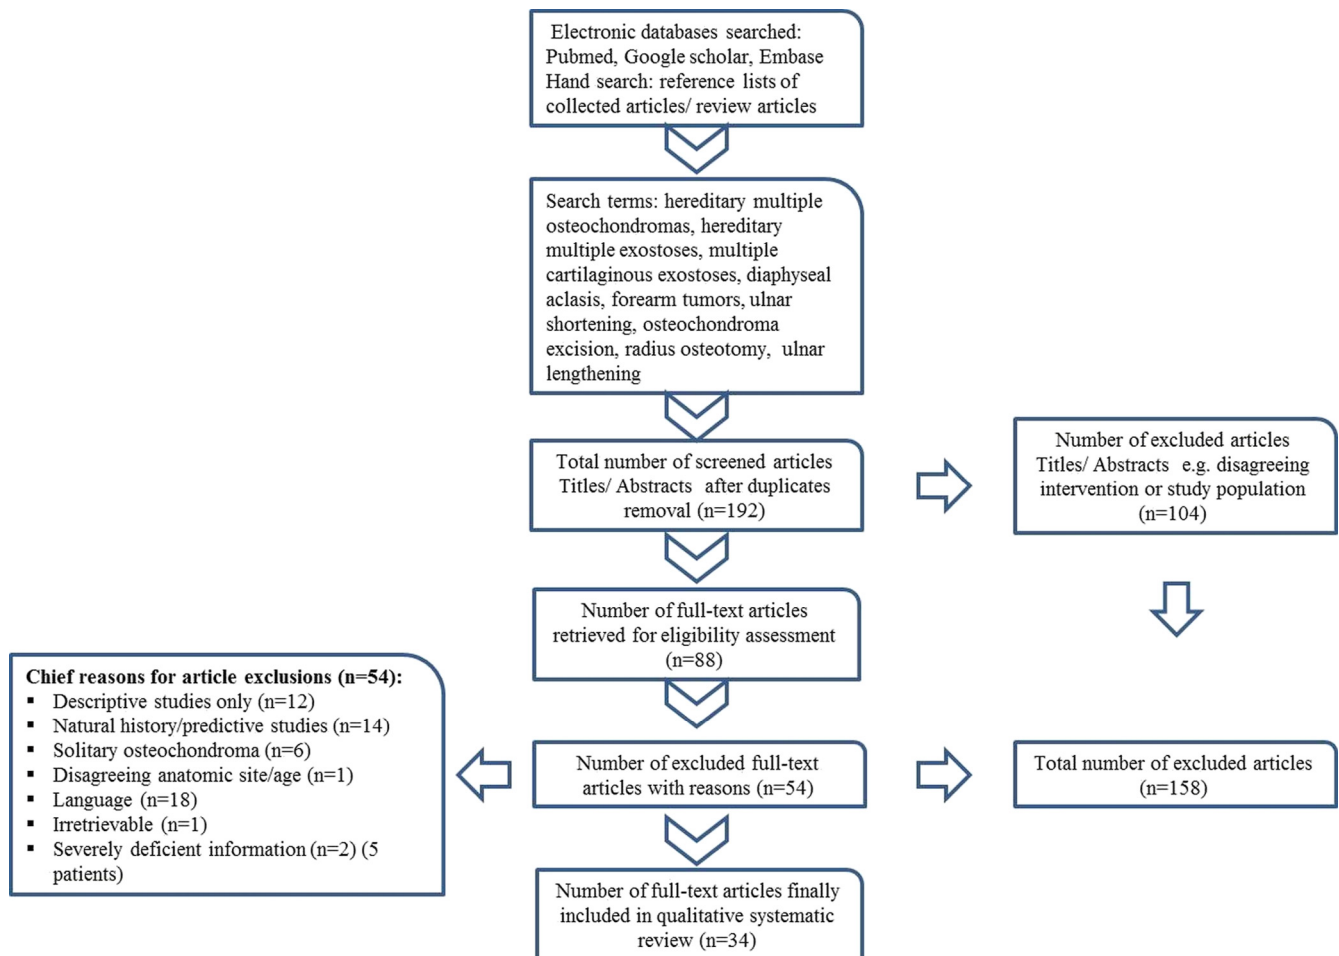 Electronic databases searched:
Pubmed, Google scholar, Embase
Hand search: reference lists of
collected articles/ review articles
Search terms: hereditary multiple
osteochondromas, hereditary
multiple exostoses, multiple
cartilaginous exostoses, diaphyseal
aclasis, forearm tumors, ulnar
shortening, osteochondroma
excision, radius osteotomy, ulnar
lengthening
Total number of screened articles
Titles/ Abstracts after duplicates
removal (n=192)
Number of excluded articles
Titles/ Abstracts e.g. disagreeing
intervention or study population
(n=104)
Number of full-text articles
retrieved for eligibility assessment
(n=88)
Chief reasons for article exclusions (n=54):
▪ Descriptive studies only (n=12)
▪ Natural history/predictive studies (n=14)
▪ Solitary osteochondroma (n=6)
▪ Disagreeing anatomic site/age (n=1)
▪ Language (n=18)
▪ Irretrievable (n=1)
▪ Severely deficient information (n=2) (5
patients)
Number of excluded full-text
articles with reasons (n=54)
Total number of excluded articles
(n=158)
Number of full-text articles finally
included in qualitative systematic
review (n=34)